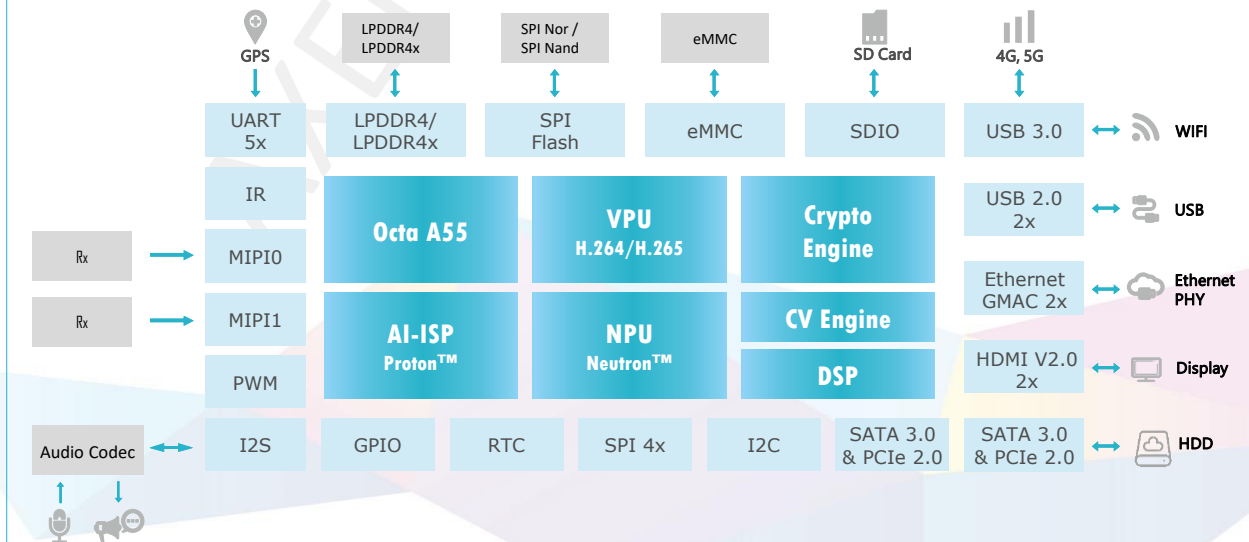 GPS
LPDDR4/
LPDDR4x
SPI Nor /
SPI Nand
eMMC
SD Card
4G, 5G
UART
5x
LPDDR4/
LPDDR4x
SPI
Flash
eMMC
SDIO
USB 3.0
WIFI
IR
Octa A55
VPU
H.264/H.265
Crypto
Engine
USB 2.0
2x
USB
Rx
MIPI0
Ethernet
GMAC 2x
Ethernet
PHY
Rx
MIPI1
AI-ISP
Proton™
NPU
Neutron™
CV Engine
DSP
HDMI V2.0
2x
Display
PWM
Audio Codec
I2S
GPIO
RTC
SPI 4x
I2C
SATA 3.0
& PCIe 2.0
SATA 3.0
& PCIe 2.0
HDD